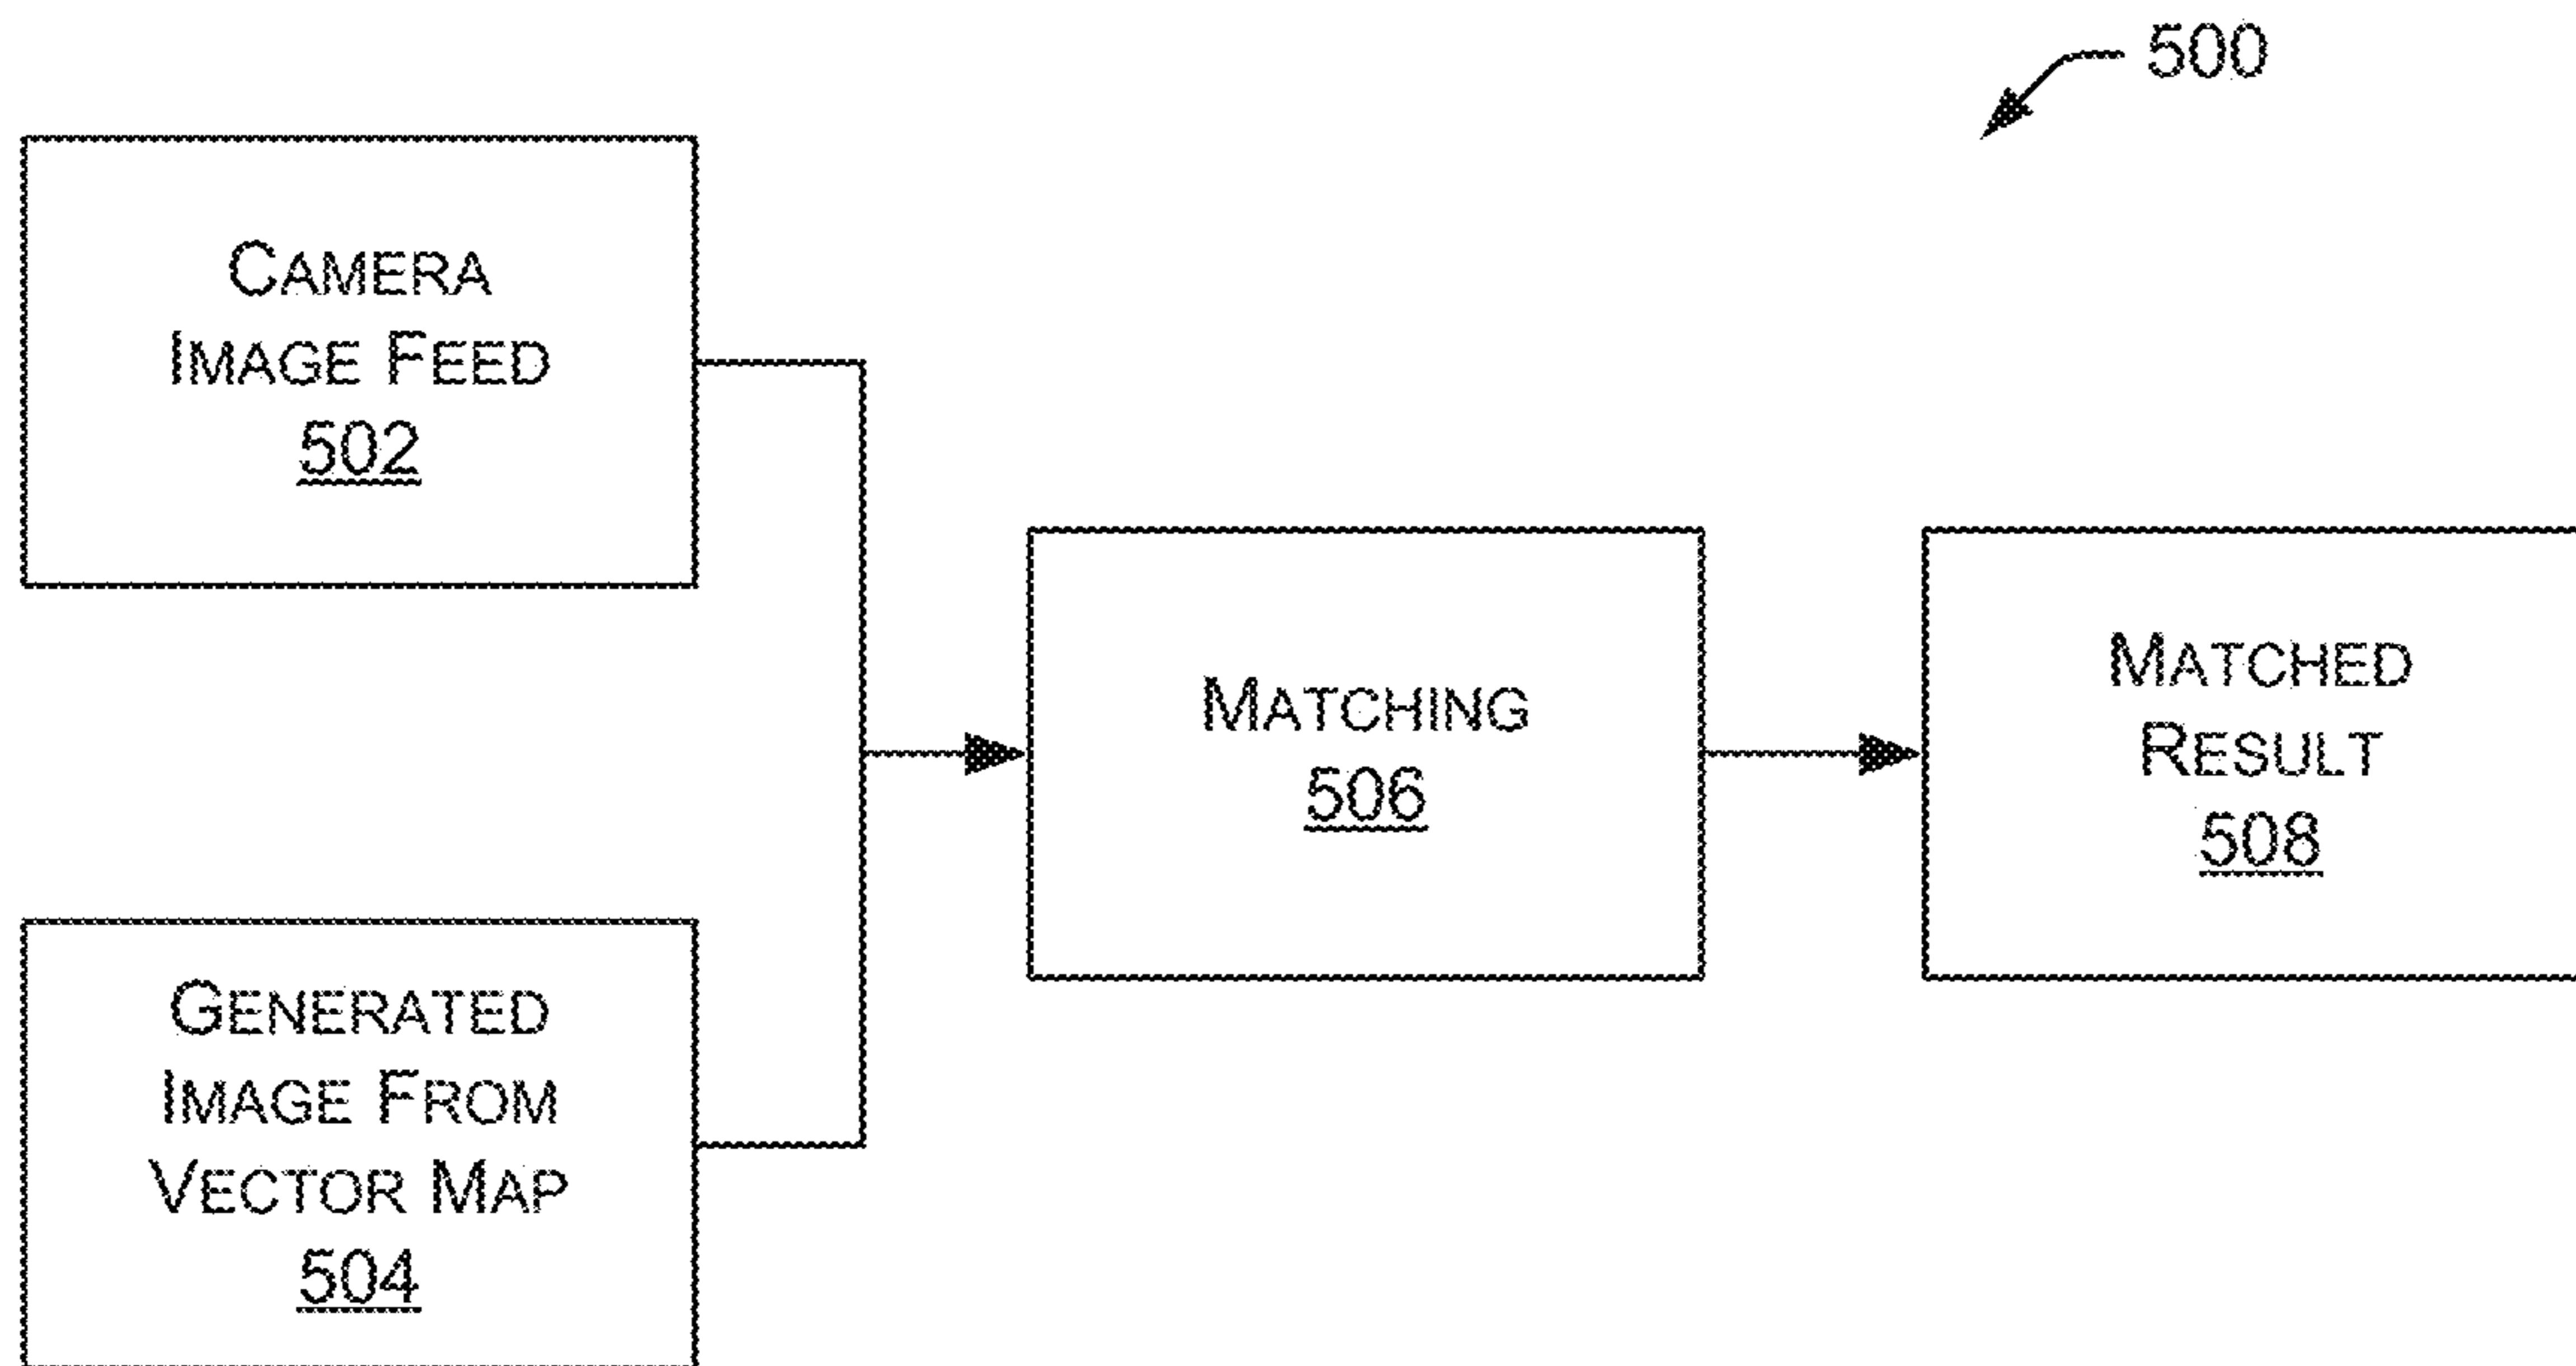 500
CAMERA
IMAGE FEED
502
GENERATED
IMAGE FROM
VECTOR MAP
504
MATCHING
506
MATCHED
RESULT
508